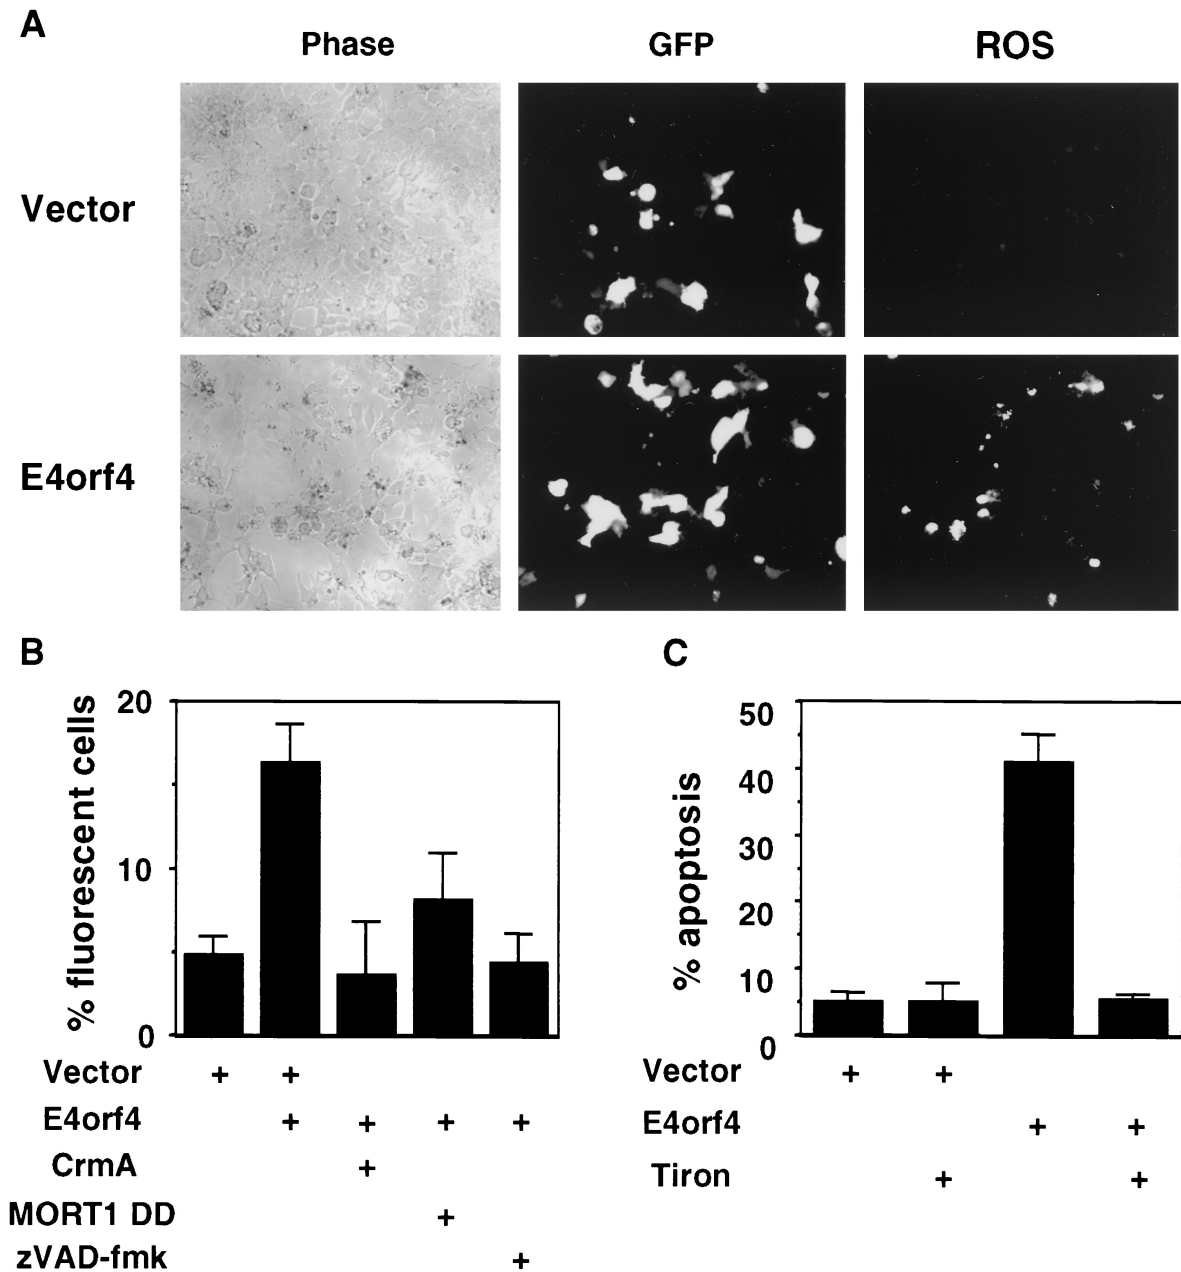 A
Phase GFP ROS
Vector
E4orf4
B
C
% fluorescent cells
20
10
0
% apoptosis
50
40
30
20
10
0
Vector + +
E4orf4 + + + +
CrmA +
MORT1 DD +
zVAD-fmk +
Vector + +
E4orf4 + +
Tiron + +